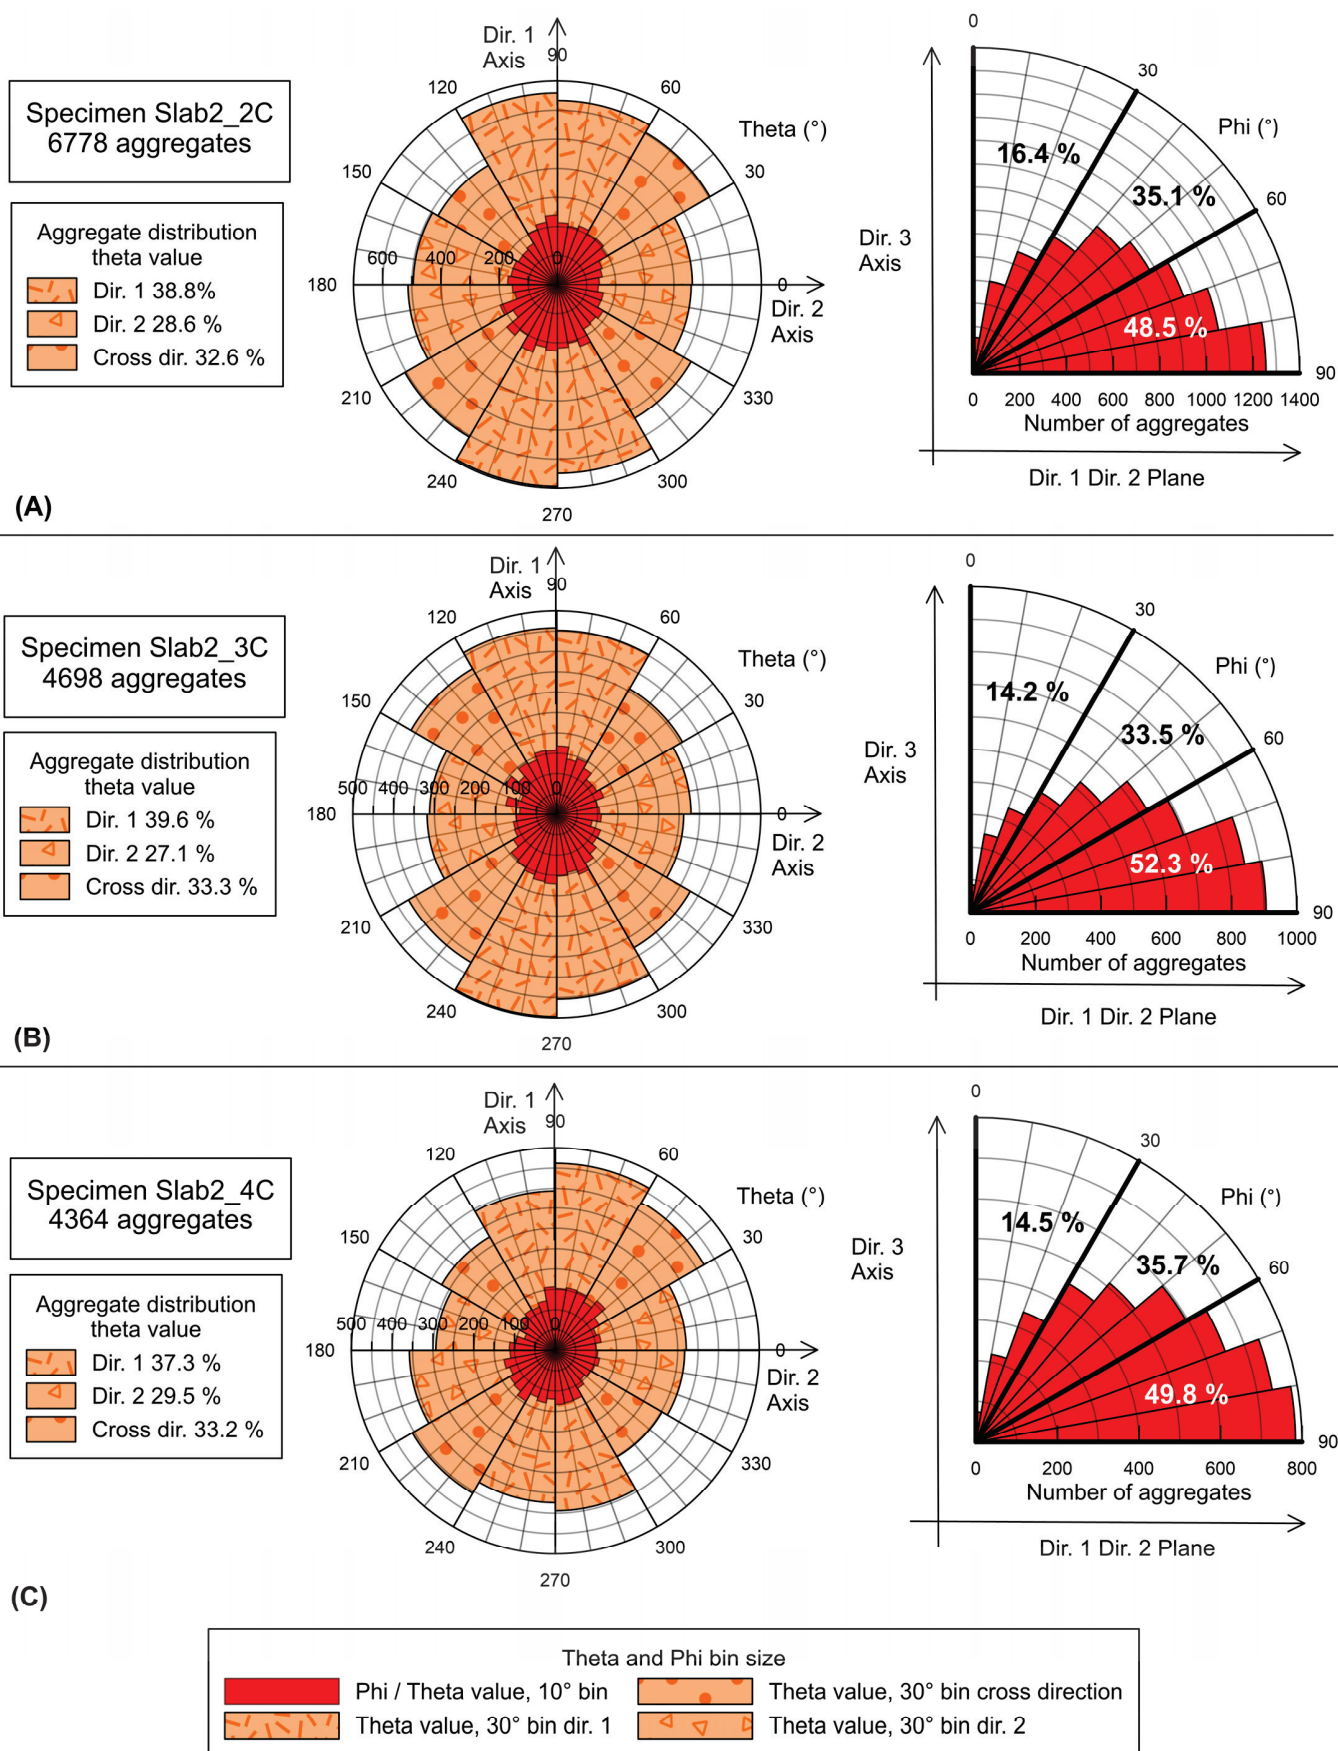 Specimen Slab2_2C
6778 aggregates
Aggregate distribution
theta value
Dir. 1 38.8%
Dir. 2 28.6 %
Cross dir. 32.6 %
Dir. 1
Axis
90
120
60
Theta (°)
150
30
600
400
200
0
180
0
Dir. 2
Axis
210
330
240
300
270
0
30
Phi (°)
16.4 %
35.1 %
60
Dir. 3
Axis
48.5 %
90
0 200 400 600 800 1000 1200 1400
Number of aggregates
Dir. 1 Dir. 2 Plane
(A)
Specimen Slab2_3C
4698 aggregates
Aggregate distribution
theta value
Dir. 1 39.6 %
Dir. 2 27.1 %
Cross dir. 33.3 %
Dir. 1
Axis
90
120
60
Theta (°)
150
30
500 400 300 200 100 0
180
0
Dir. 2
Axis
210
330
240
300
270
0
30
Phi (°)
14.2 %
33.5 %
60
Dir. 3
Axis
52.3 %
90
0 200 400 600 800 1000
Number of aggregates
Dir. 1 Dir. 2 Plane
(B)
Specimen Slab2_4C
4364 aggregates
Aggregate distribution
theta value
Dir. 1 37.3 %
Dir. 2 29.5 %
Cross dir. 33.2 %
Dir. 1
Axis
90
120
60
Theta (°)
150
30
500 400 300 200 100 0
180
0
Dir. 2
Axis
210
330
240
300
270
0
30
Phi (°)
14.5 %
35.7 %
60
Dir. 3
Axis
49.8 %
90
0 200 400 600 800
Number of aggregates
Dir. 1 Dir. 2 Plane
(C)
Theta and Phi bin size
Phi / Theta value, 10° bin
Theta value, 30° bin cross direction
Theta value, 30° bin dir. 1
Theta value, 30° bin dir. 2